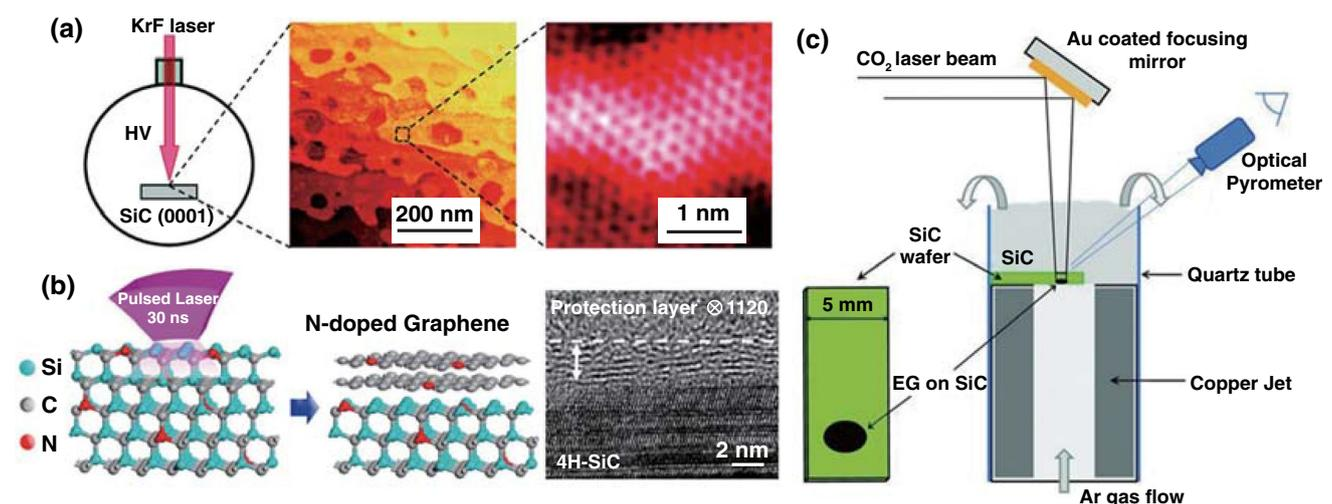 (a)
KrF laser
HV
SiC (0001)
200 nm
1 nm
(b)
Pulsed Laser
30 ns
Si
C
N
N-doped Graphene
Protection layer ⊗ 1120
4H-SiC
2 nm
(c)
CO₂ laser beam
Au coated focusing
mirror
Optical
Pyrometer
SiC
wafer
SiC
Quartz tube
5 mm
EG on SiC
Copper Jet
Ar gas flow